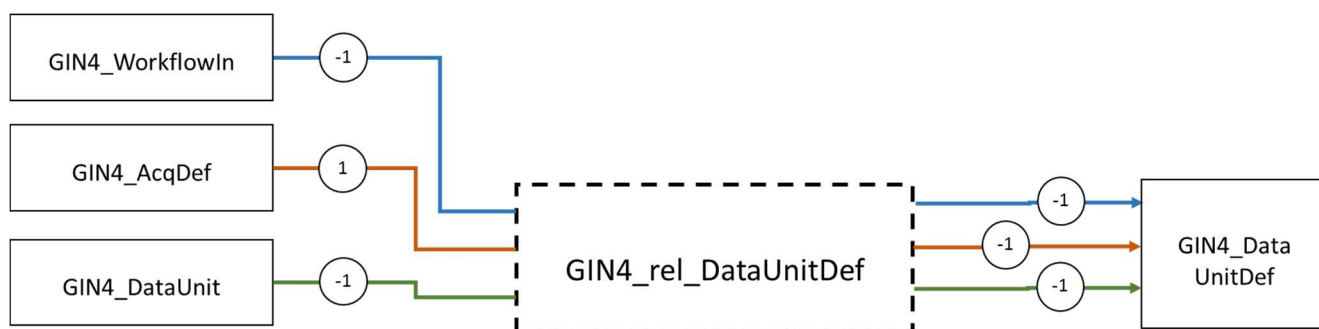 GIN4_WorkflowIn
-1
GIN4_AcqDef
1
GIN4_DataUnit
-1
GIN4_rel_DataUnitDef
-1
-1
-1
GIN4_Data
UnitDef